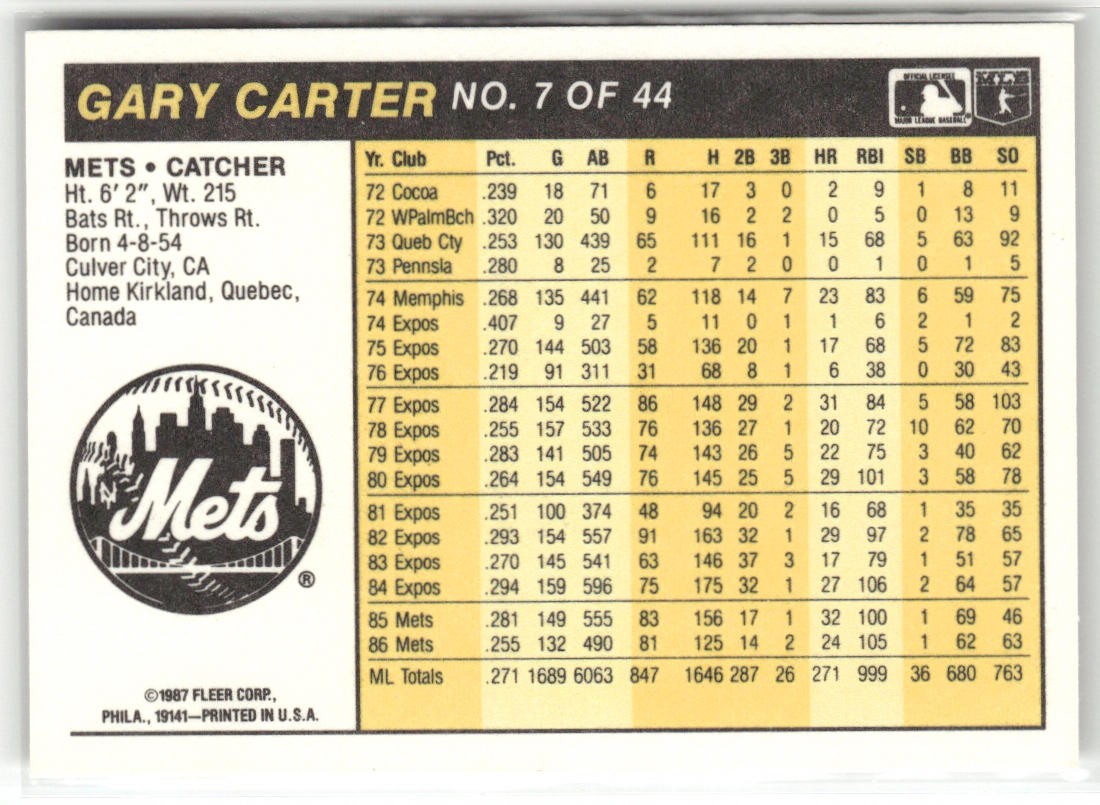 GARY CARTER NO. 7 OF 44
OFFICIAL LICENSEE
MAJOR LEAGUE BASEBALL
METS • CATCHER
Ht. 6′ 2″, Wt. 215
Bats Rt., Throws Rt.
Born 4-8-54
Culver City, CA
Home Kirkland, Quebec,
Canada
Mets
®
©1987 FLEER CORP.,
PHILA., 19141—PRINTED IN U.S.A.
Yr. Club Pct. G AB R H 2B 3B HR RBI SB BB SO
72 Cocoa .239 18 71 6 17 3 0 2 9 1 8 11
72 WPalmBch .320 20 50 9 16 2 2 0 5 0 13 9
73 Queb Cty .253 130 439 65 111 16 1 15 68 5 63 92
73 Pennsla .280 8 25 2 7 2 0 0 1 0 1 5
74 Memphis .268 135 441 62 118 14 7 23 83 6 59 75
74 Expos .407 9 27 5 11 0 1 1 6 2 1 2
75 Expos .270 144 503 58 136 20 1 17 68 5 72 83
76 Expos .219 91 311 31 68 8 1 6 38 0 30 43
77 Expos .284 154 522 86 148 29 2 31 84 5 58 103
78 Expos .255 157 533 76 136 27 1 20 72 10 62 70
79 Expos .283 141 505 74 143 26 5 22 75 3 40 62
80 Expos .264 154 549 76 145 25 5 29 101 3 58 78
81 Expos .251 100 374 48 94 20 2 16 68 1 35 35
82 Expos .293 154 557 91 163 32 1 29 97 2 78 65
83 Expos .270 145 541 63 146 37 3 17 79 1 51 57
84 Expos .294 159 596 75 175 32 1 27 106 2 64 57
85 Mets .281 149 555 83 156 17 1 32 100 1 69 46
86 Mets .255 132 490 81 125 14 2 24 105 1 62 63
ML Totals .271 1689 6063 847 1646 287 26 271 999 36 680 763